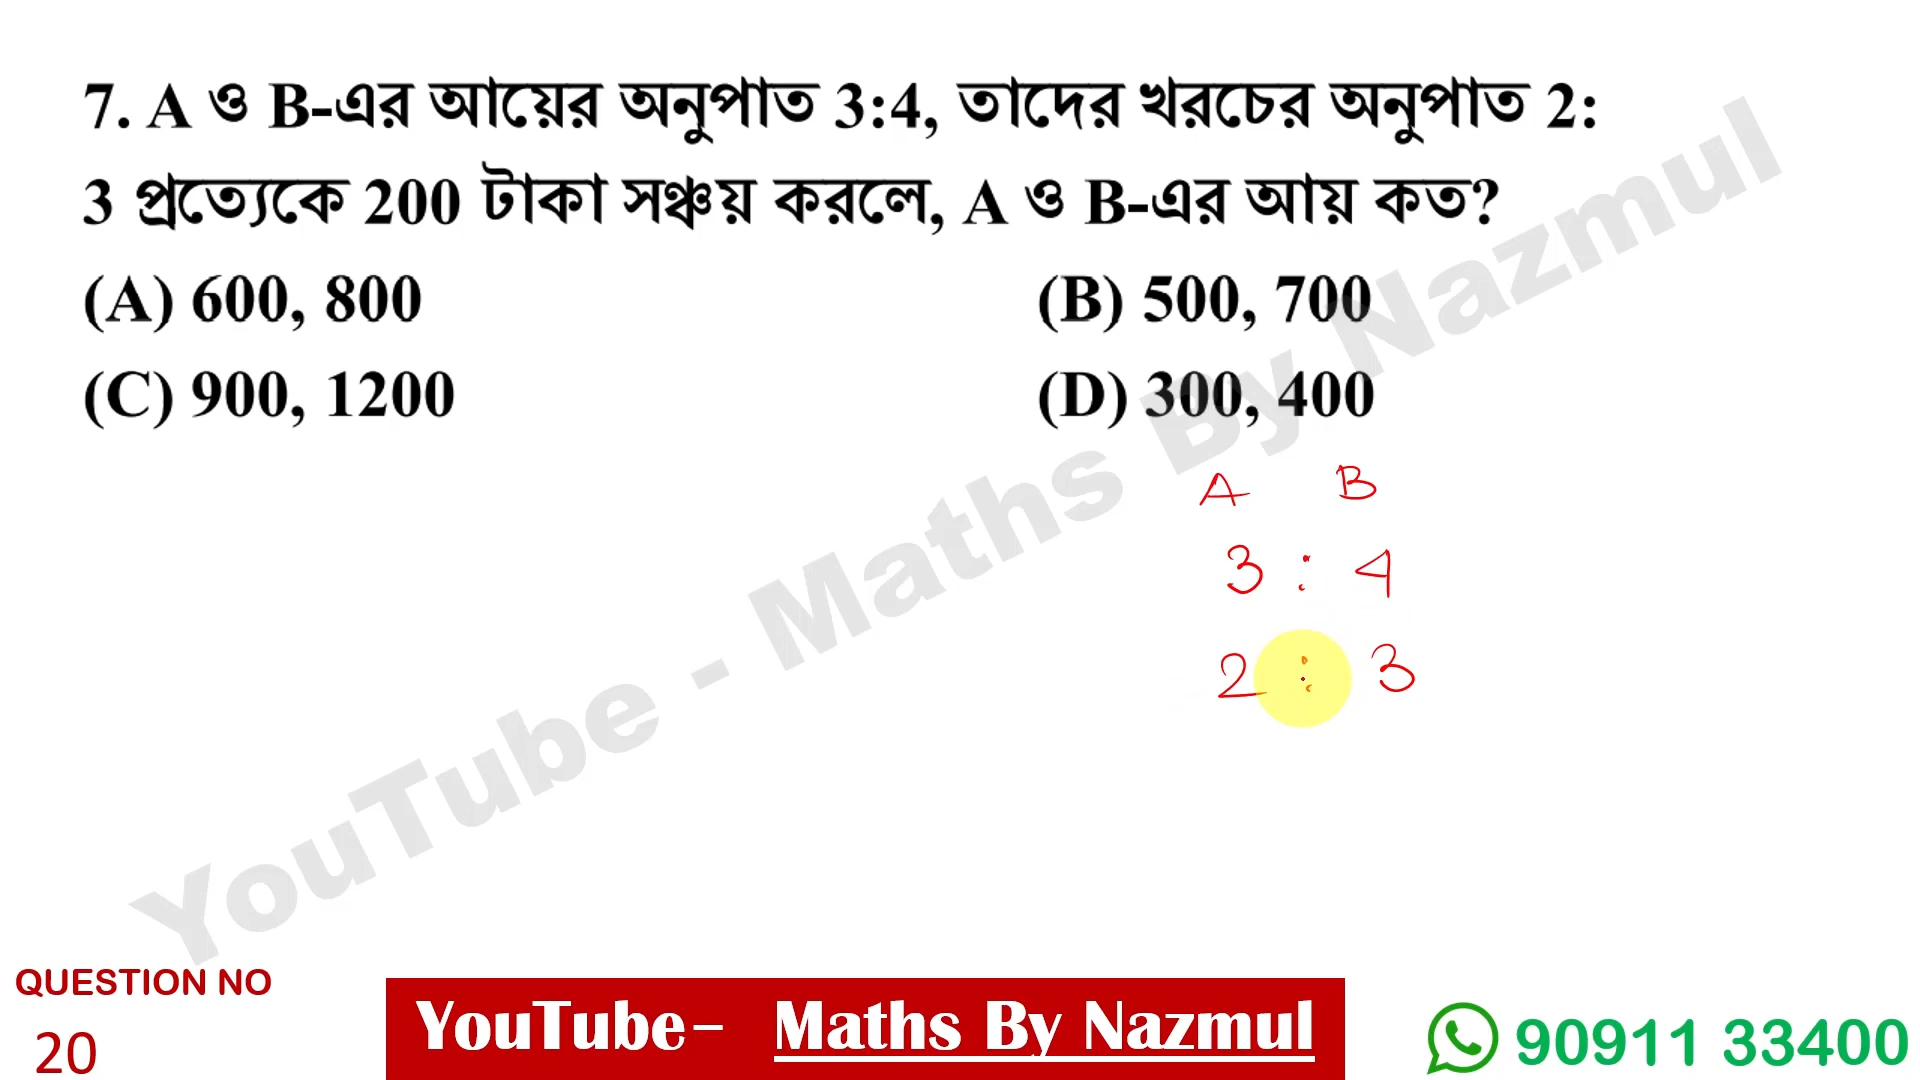 7. A ও B-এর আয়ের অনুপাত 3:4, তাদের খরচের অনুপাত 2:
3 প্রত্যেকে 200 টাকা সঞ্চয় করলে, A ও B-এর আয় কত?
(A) 600, 800
(B) 500, 700
(C) 900, 1200
(D) 300, 400
A B
3 : 4
2 : 3
YouTube - Maths By Nazmul
QUESTION NO
20
YouTube- Maths By Nazmul
90911 33400